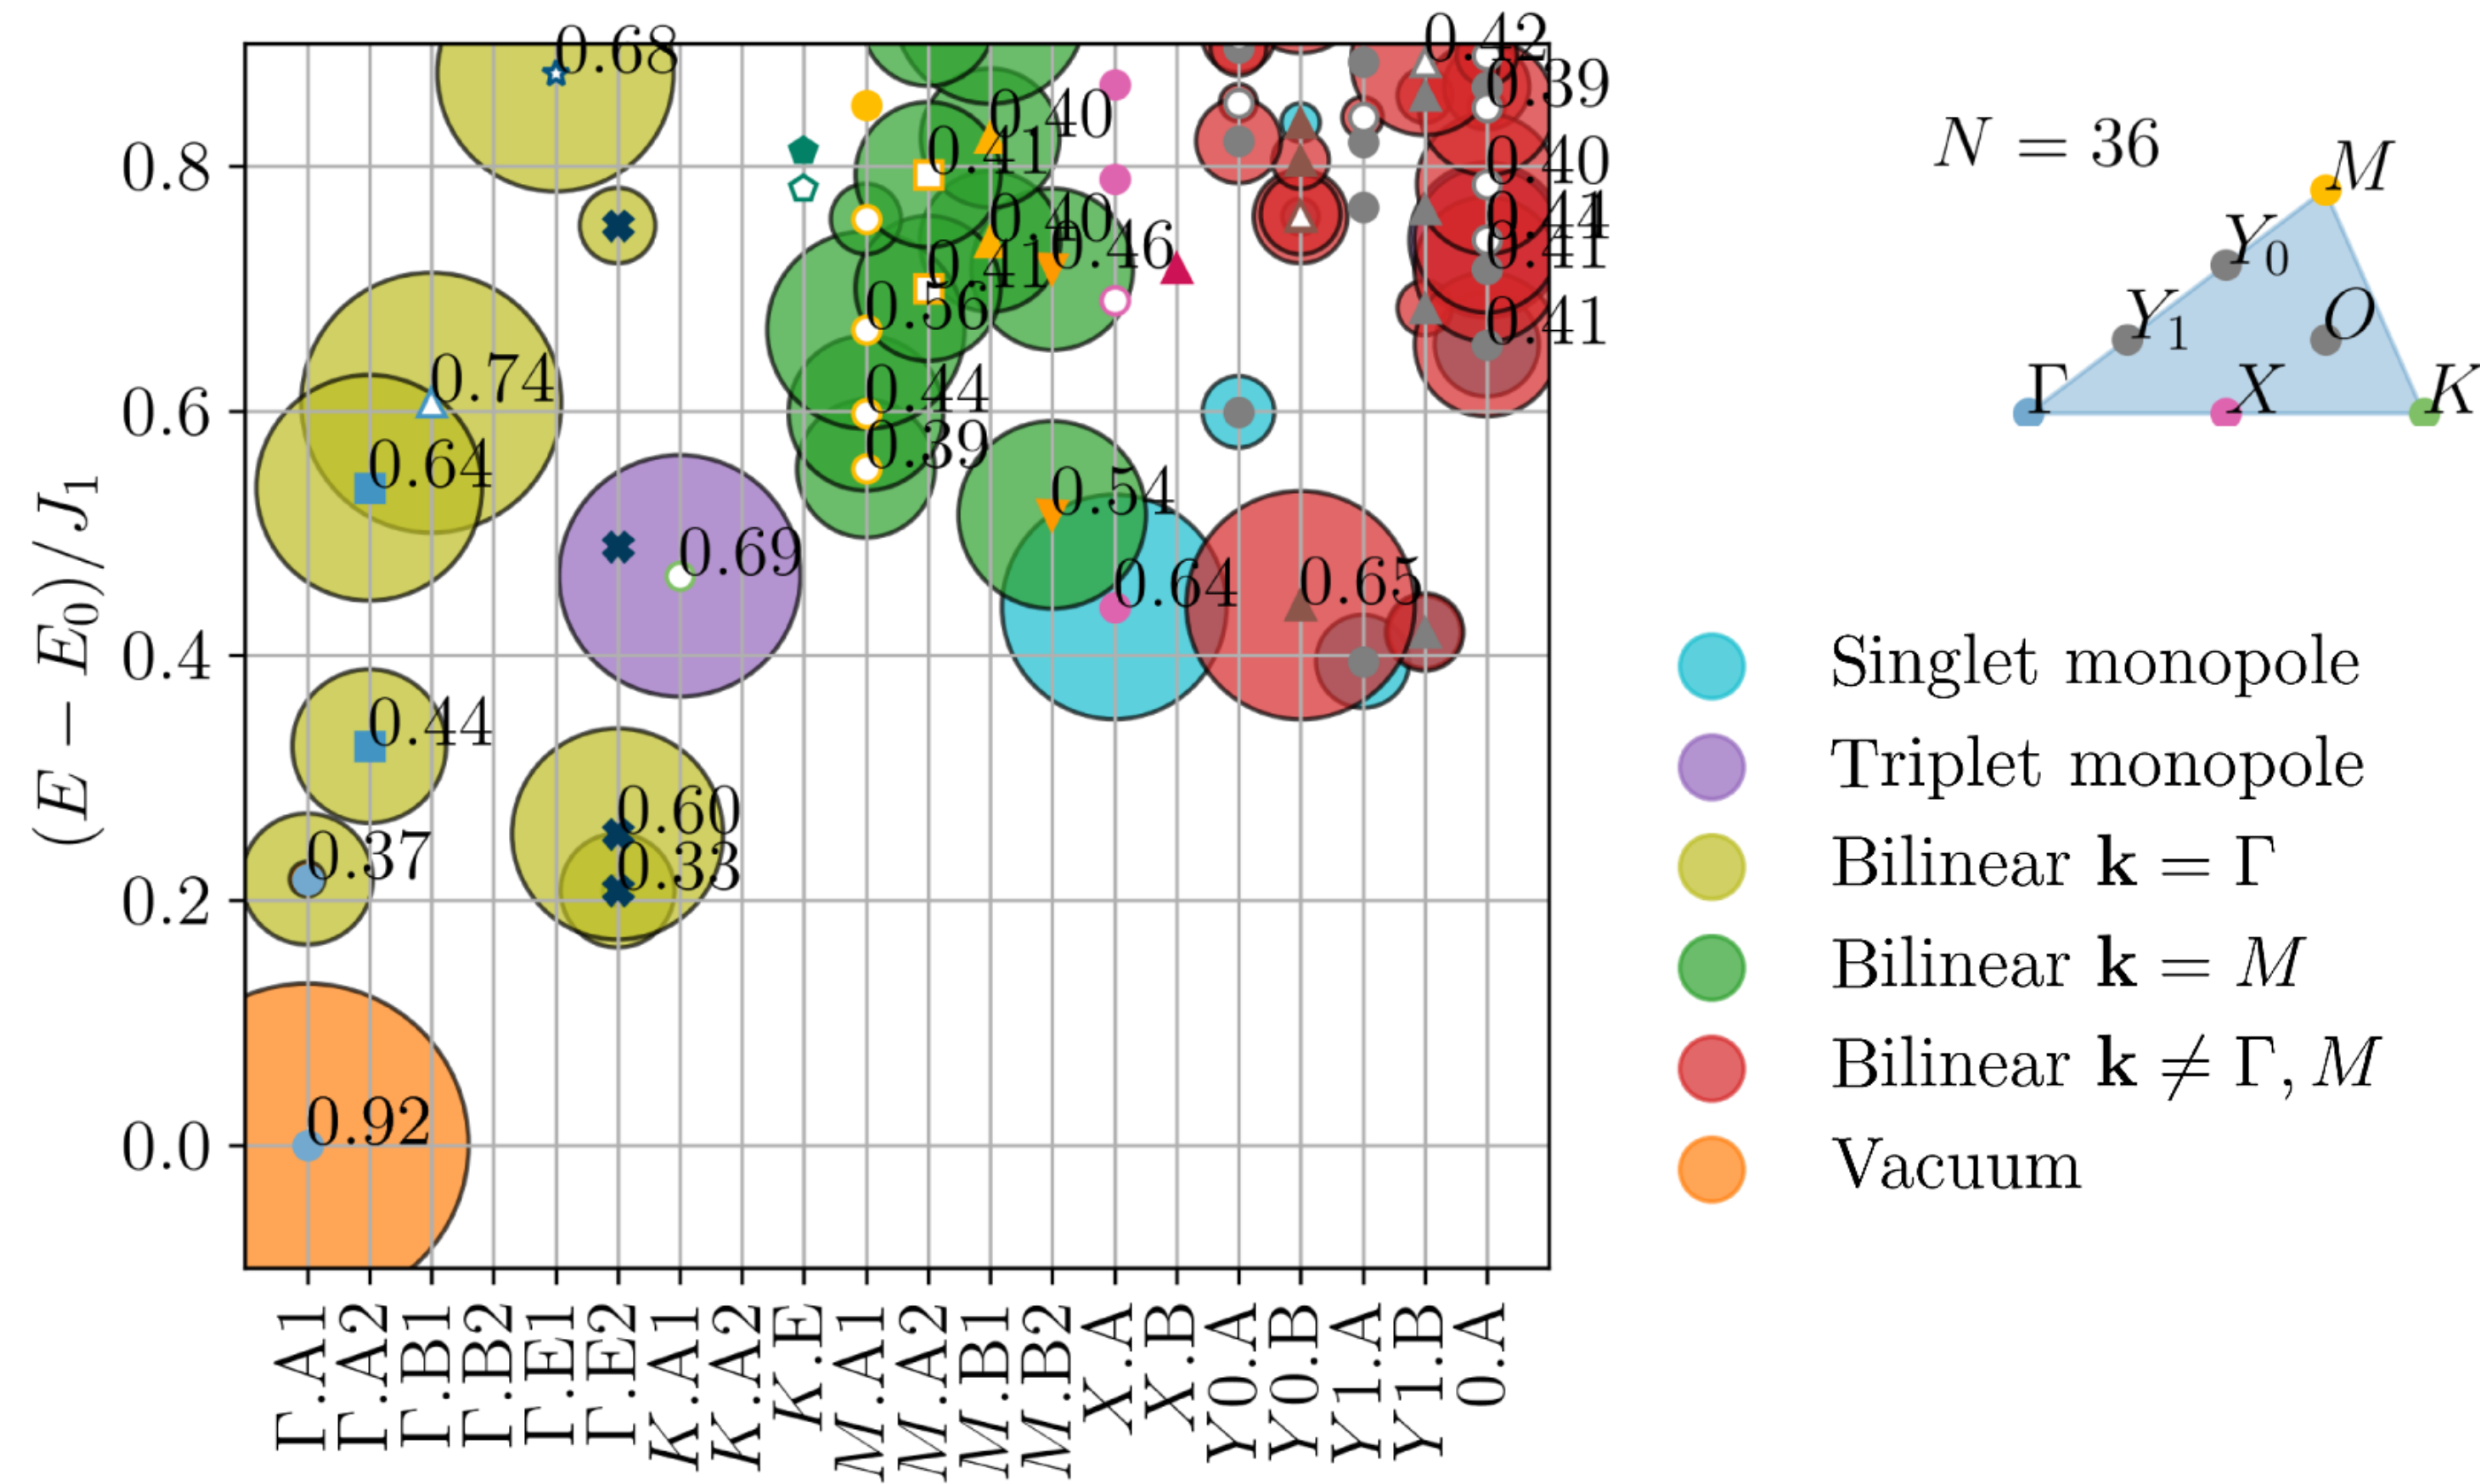 (E − E₀)/J₁
0.8
0.6
0.4
0.2
0.0
0.68
0.42
0.39
0.40
0.41
0.40
0.40
0.44
0.46
0.41
0.41
0.56
0.41
0.74
0.44
0.64
0.39
0.54
0.69
0.64
0.65
0.44
0.60
0.37
0.33
0.92
Γ.A1
Γ.A2
Γ.B1
Γ.B2
Γ.E1
Γ.E2
K.A1
K.A2
K.E
M.A1
M.A2
M.B1
M.B2
X.A
X.B
Y0.A
Y0.B
Y1.A
Y1.B
0.A
N = 36
M
Y₀
Y₁
O
Γ
X
K
Singlet monopole
Triplet monopole
Bilinear k = Γ
Bilinear k = M
Bilinear k ≠ Γ, M
Vacuum